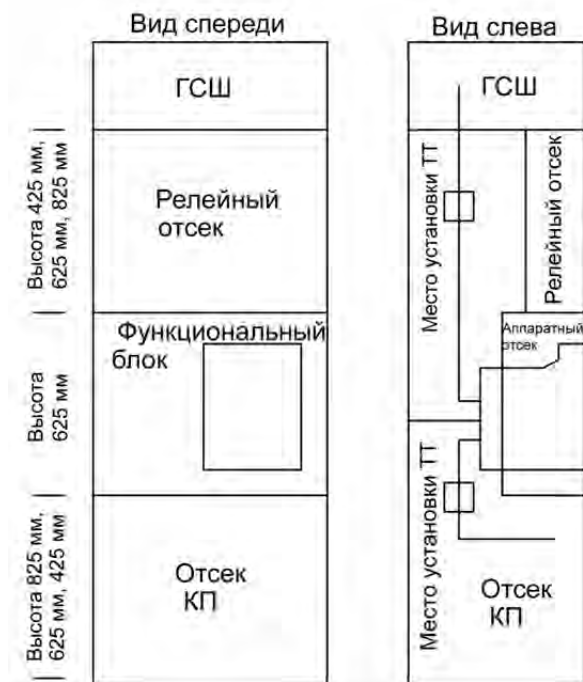 Вид спереди
ГСШ
Высота 425 мм,
625 мм, 825 мм
Релейный
отсек
Высота
625 мм
Функциональный
блок
Высота 825 мм,
625 мм, 425 мм
Отсек
КП
Вид слева
ГСШ
Место установки ТТ
Релейный отсек
Аппаратный
отсек
Место установки ТТ
Отсек
КП